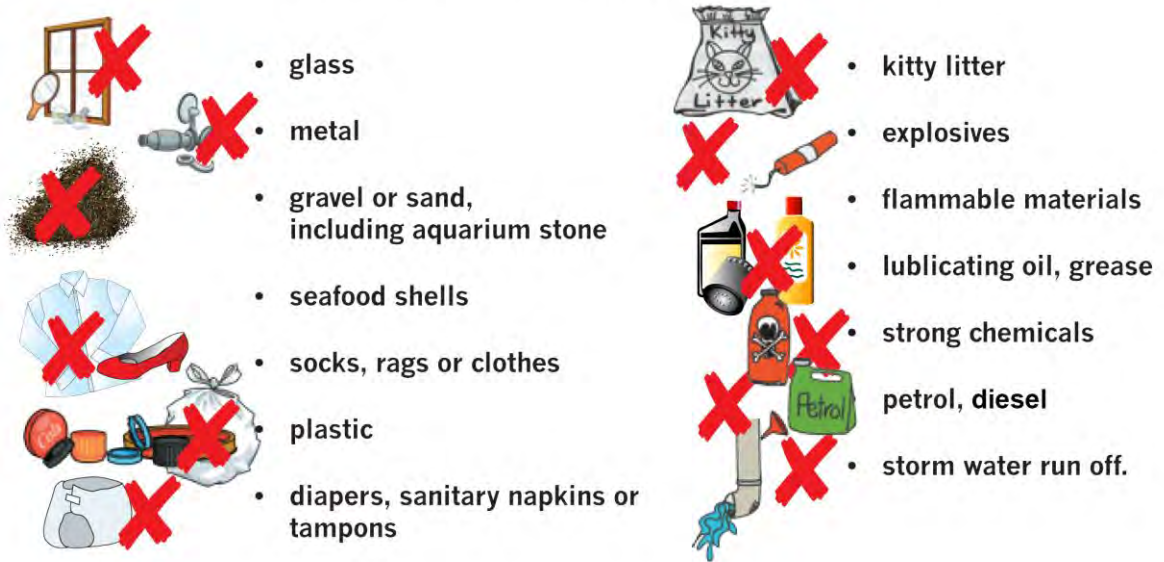 • glass
• metal
• gravel or sand,
including aquarium stone
• seafood shells
• socks, rags or clothes
• plastic
• diapers, sanitary napkins or
tampons
Kitty
Litter
• kitty litter
• explosives
• flammable materials
• lublicating oil, grease
• strong chemicals
Petrol
petrol, diesel
• storm water run off.